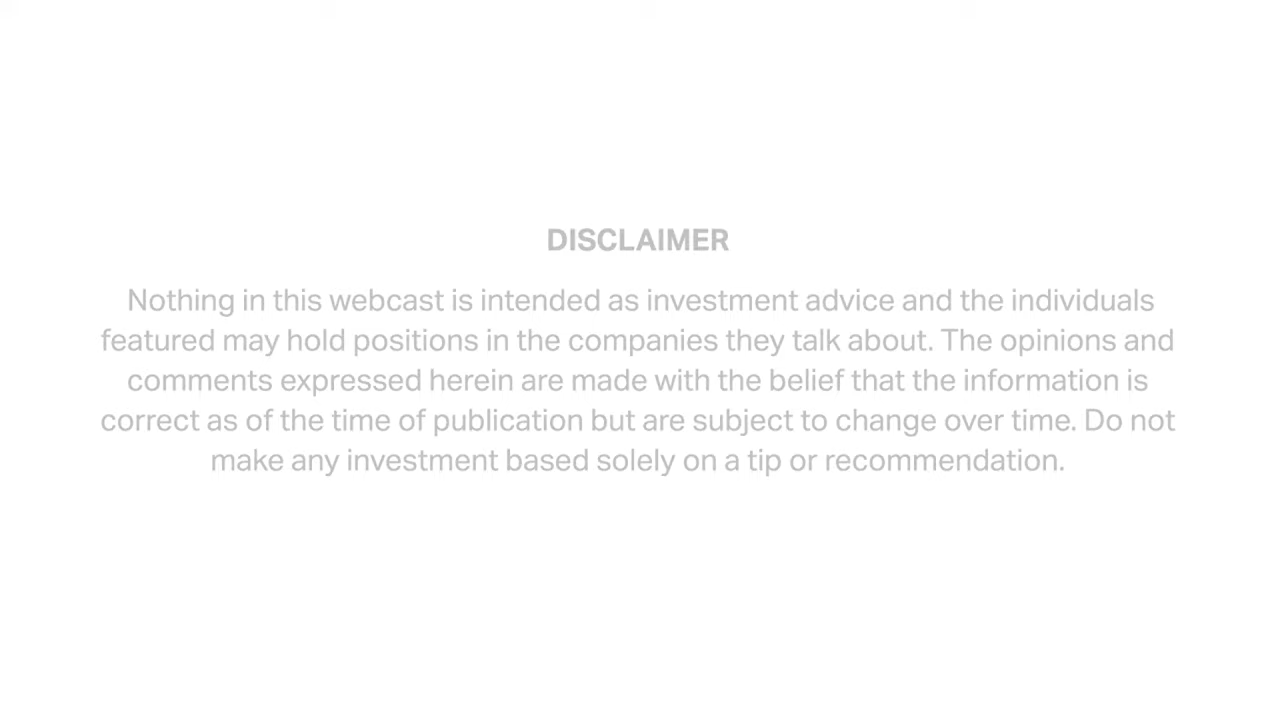 DISCLAIMER
Nothing in this webcast is intended as investment advice and the individuals
featured may hold positions in the companies they talk about. The opinions and
comments expressed herein are made with the belief that the information is
correct as of the time of publication but are subject to change over time. Do not
make any investment based solely on a tip or recommendation.